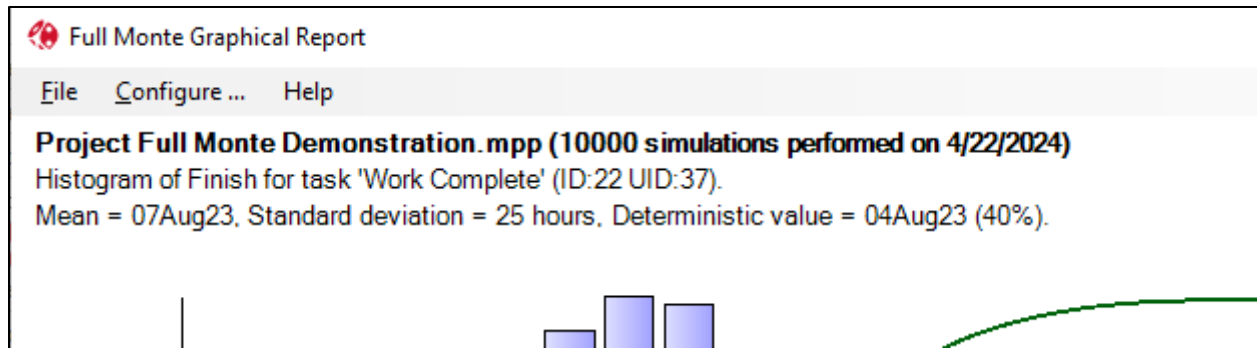 Full Monte Graphical Report
File Configure ... Help
Project Full Monte Demonstration.mpp (10000 simulations performed on 4/22/2024)
Histogram of Finish for task 'Work Complete' (ID:22 UID:37).
Mean = 07Aug23, Standard deviation = 25 hours, Deterministic value = 04Aug23 (40%).